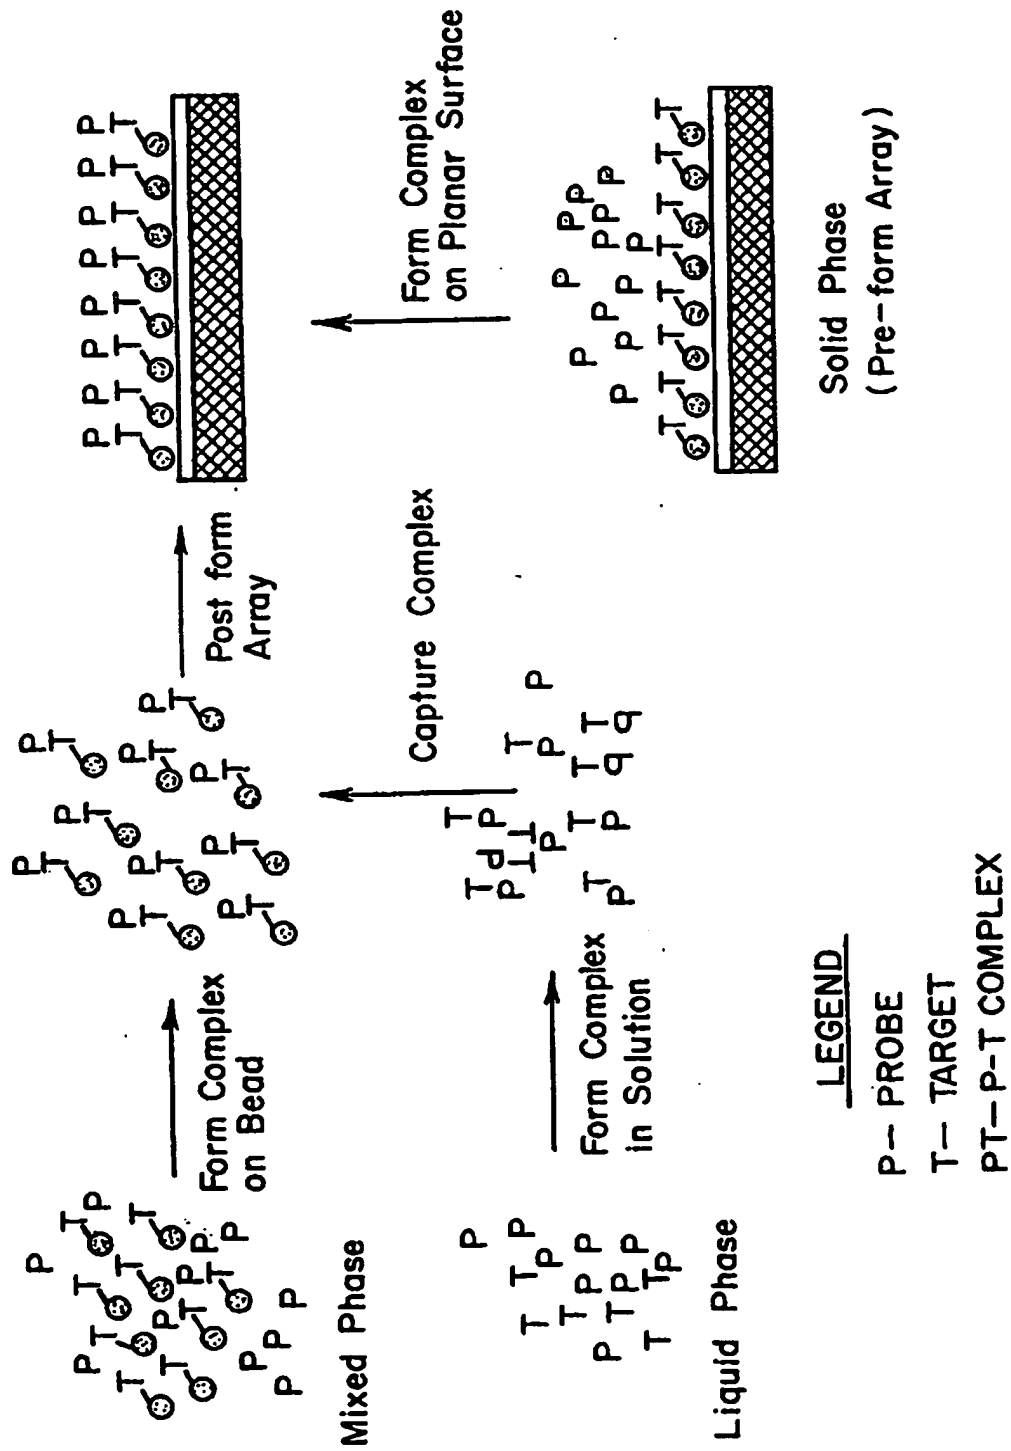 Form Complex
on Bead
Post form
Array
Mixed Phase
Capture Complex
Form Complex
on Planar Surface
Form Complex
in Solution
Liquid Phase
Solid Phase
(Pre-form Array)
LEGEND
P— PROBE
T— TARGET
PT— P-T COMPLEX